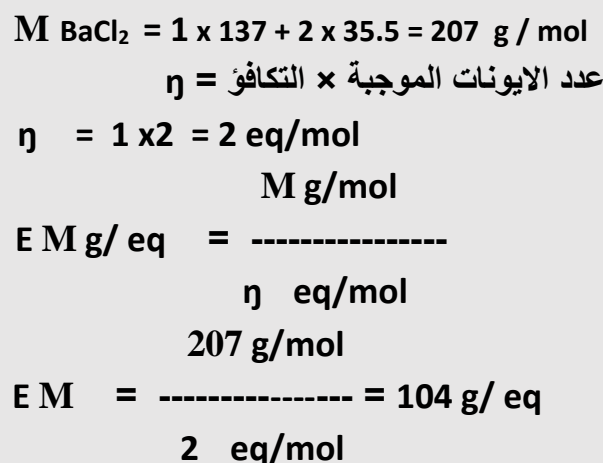 M BaCl₂ = 1 x 137 + 2 x 35.5 = 207 g / mol
عدد الايونات الموجبة × التكافؤ = ŋ
ŋ = 1 x2 = 2 eq/mol
M g/mol
E M g/ eq = ----------------
ŋ eq/mol
207 g/mol
E M = ---------------- = 104 g/ eq
2 eq/mol